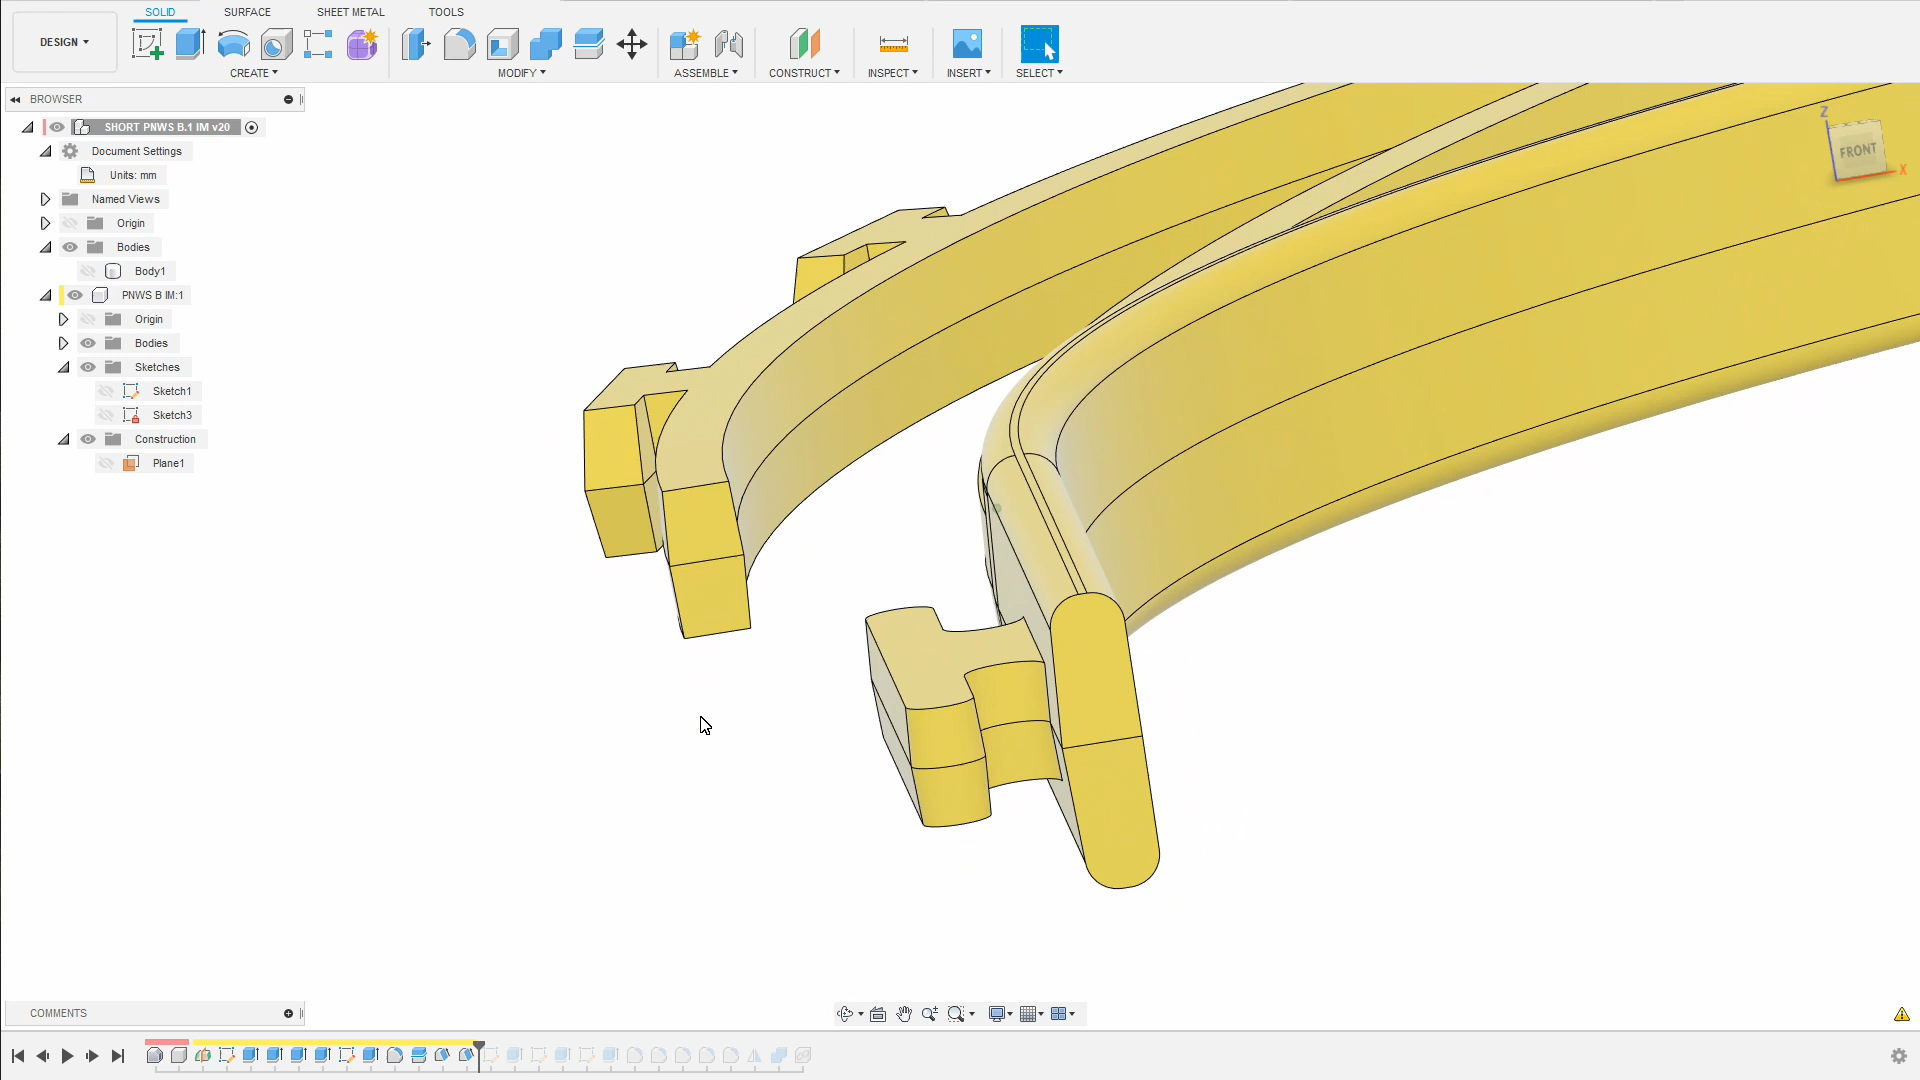 SOLID SURFACE SHEET METAL TOOLS
DESIGN
CREATE MODIFY ASSEMBLE CONSTRUCT INSPECT INSERT SELECT
BROWSER
SHORT PNWS B.1 IM v20
Document Settings
Units: mm
Named Views
Origin
Bodies
Body1
PNWS B IM:1
Origin
Bodies
Sketches
Sketch1
Sketch3
Construction
Plane1
Z
FRONT
X
COMMENTS